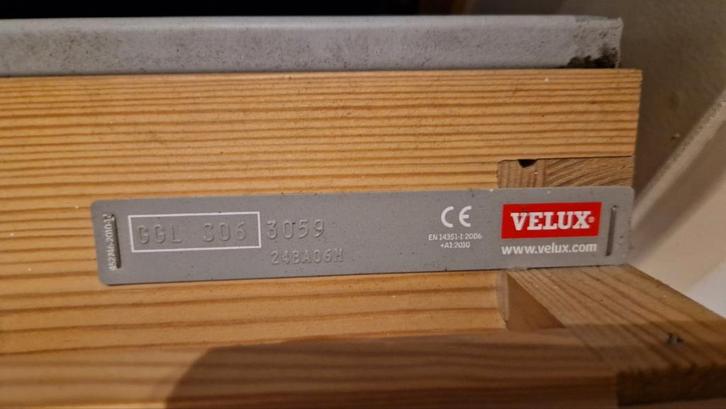 GGL 306 3059
24BA06H
CE
EN 14351-1:2006
+A1:2010
VELUX®
www.velux.com